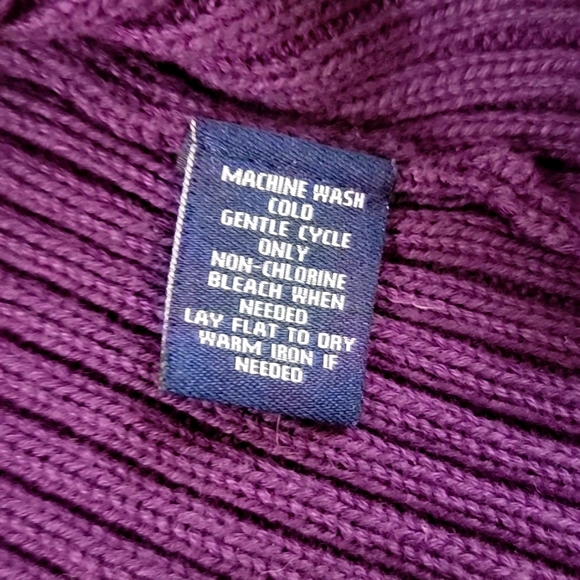 MACHINE WASH
COLD
GENTLE CYCLE
ONLY
NON-CHLORINE
BLEACH WHEN
NEEDED
LAY FLAT TO DRY
WARM IRON IF
NEEDED